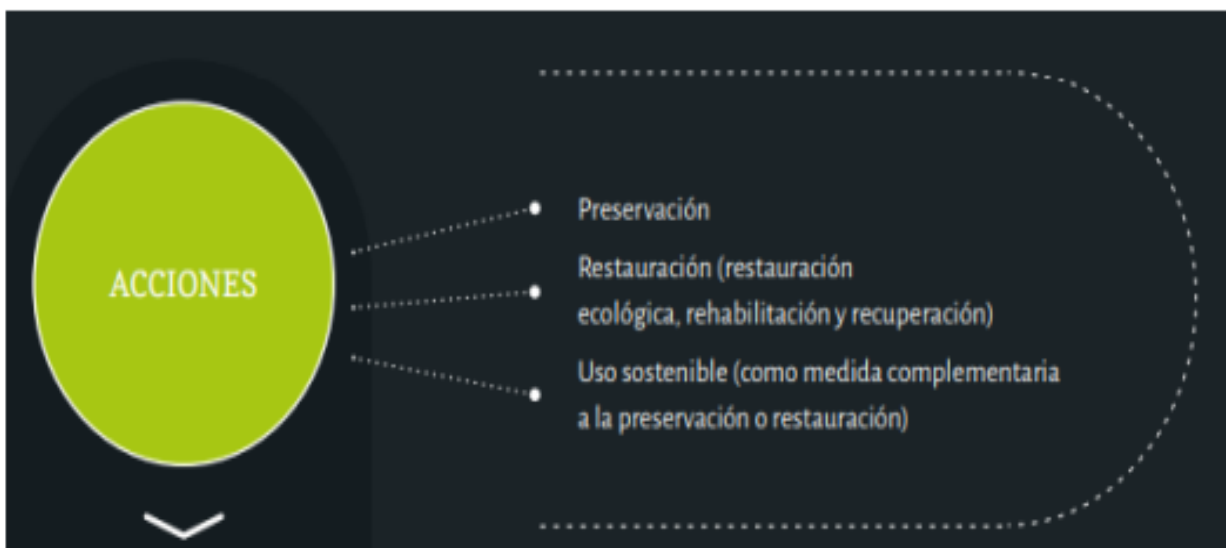 ACCIONES
Preservación
Restauración (restauración
ecológica, rehabilitación y recuperación)
Uso sostenible (como medida complementaria
a la preservación o restauración)